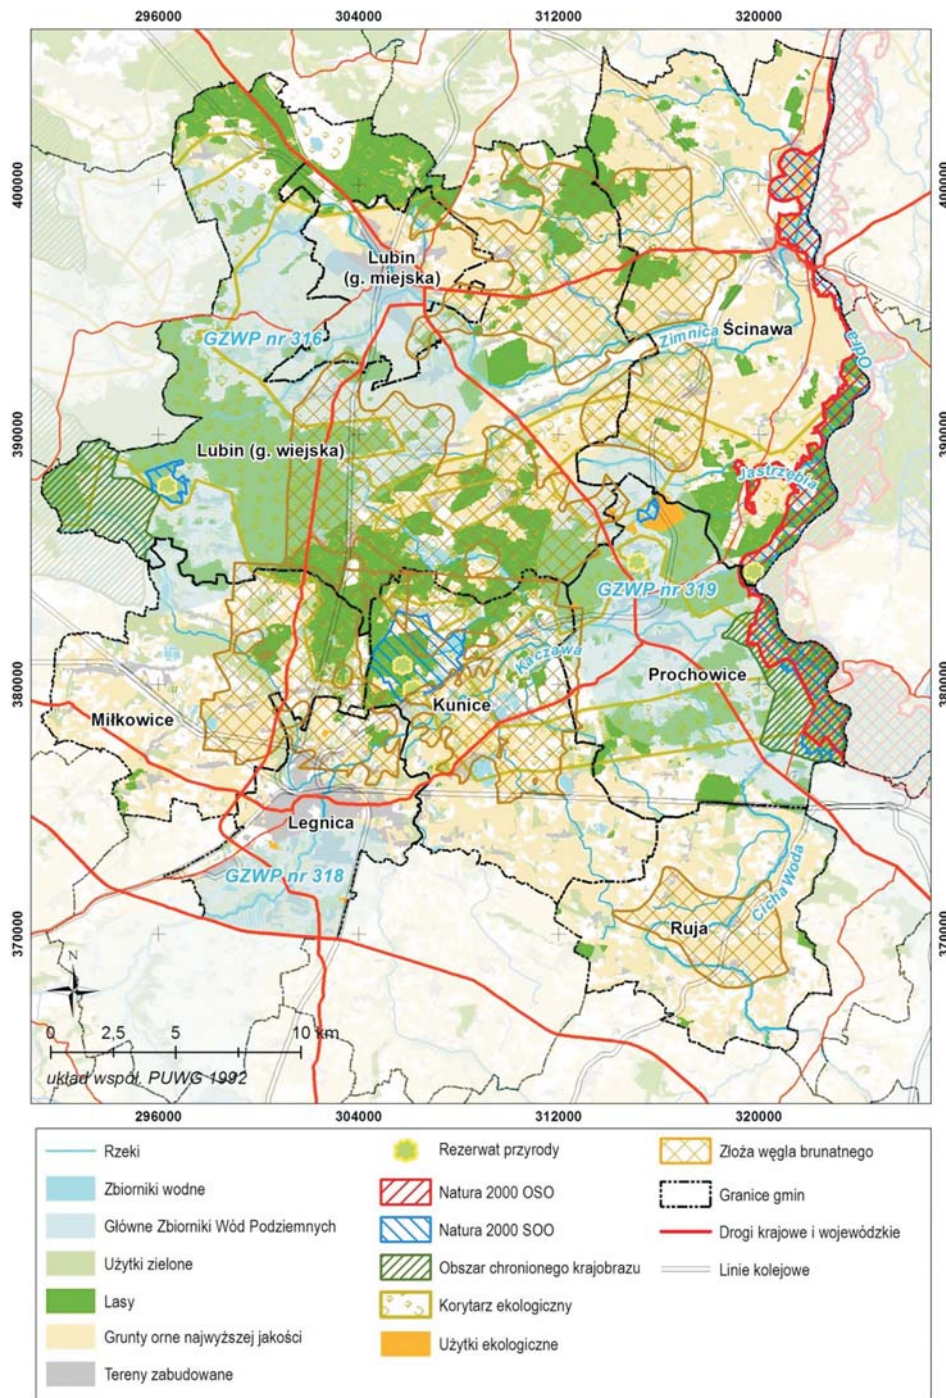 296000 304000 312000 320000
400000 400000
Lubin
(g. miejska)
GZWP nr 316
Zimnica
Ścinawa
Odra
390000 390000
Lubin (g. wiejska)
Jastrzębia
GZWP nr 319
Kaczawa
Prochowice
380000 380000
Kunice
Miłkowice
Legnica
GZWP nr 318
Cicha Woda
Ruja
370000 370000
N
0 2,5 5 10 km
układ współ. PUWG 1992
296000 304000 312000 320000
Rzeki
Zbiorniki wodne
Główne Zbiorniki Wód Podziemnych
Użytki zielone
Lasy
Grunty orne najwyższej jakości
Tereny zabudowane
Rezerwat przyrody
Natura 2000 OSO
Natura 2000 SOO
Obszar chronionego krajobrazu
Korytarz ekologiczny
Użytki ekologiczne
Złoża węgla brunatnego
Granice gmin
Drogi krajowe i wojewódzkie
Linie kolejowe